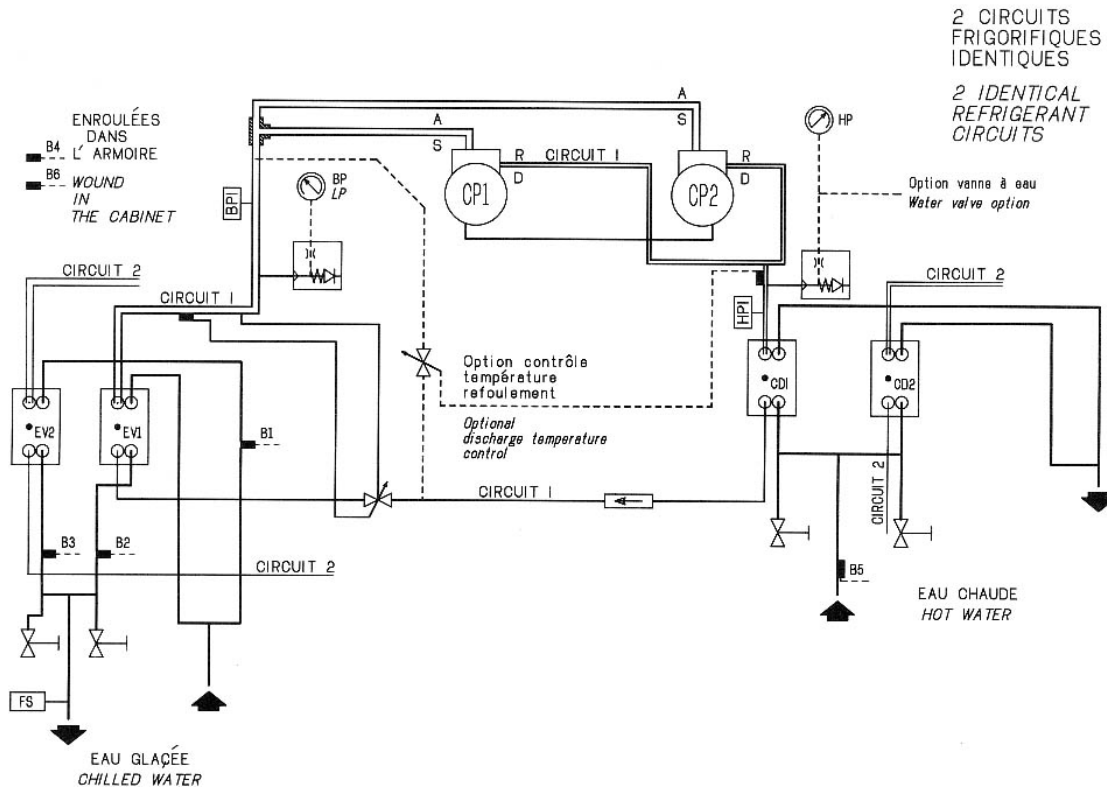 2 CIRCUITS
FRIGORIFIQUES
IDENTIQUES
2 IDENTICAL
REFRIGERANT
CIRCUITS
ENROULÉES
DANS
L' ARMOIRE
B4
B6
WOUND
IN
THE CABINET
BP1
BP
LP
A
S
A
S
R
D
CIRCUIT 1
R
D
CP1
CP2
HP
Option vanne à eau
Water valve option
CIRCUIT 2
CIRCUIT 1
CIRCUIT 2
HP1
Option contrôle
température
refoulement
Optional
discharge temperature
control
EV2
EV1
B1
CD1
CD2
CIRCUIT 1
CIRCUIT 2
B3
B2
CIRCUIT 2
B5
EAU CHAUDE
HOT WATER
FS
EAU GLAÇÉE
CHILLED WATER